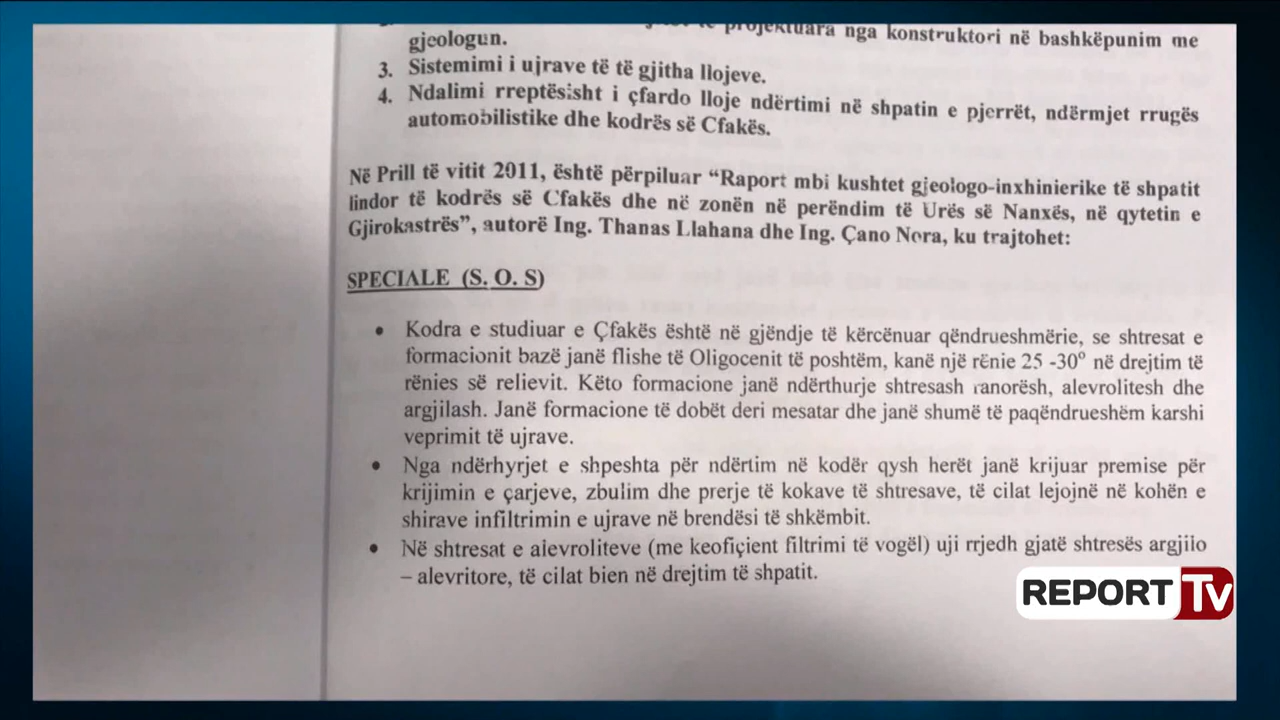 projektuara nga konstruktori në bashkëpunim me
gjeologun.
3. Sistemimi i ujrave të të gjitha llojeve.
4. Ndalimi rreptësisht i çfardo lloje ndërtimi në shpatin e pjerrët, ndërmjet rrugës
automobilistike dhe kodrës së Cfakës.
Në Prill të vitit 2011, është përpiluar “Raport mbi kushtet gjeologo-inxhinierike të shpatit
lindor të kodrës së Cfakës dhe në zonën në perëndim të Urës së Nanxës, në qytetin e
Gjirokastrës”, autorë Ing. Thanas Llahana dhe Ing. Çano Nora, ku trajtohet:
SPECIALE (S. O. S)
• Kodra e studiuar e Çfakës është në gjëndje të kërcënuar qëndrueshmërie, se shtresat e
formacionit bazë janë flishe të Oligocenit të poshtëm, kanë një rënie 25 -30° në drejtim të
rënies së relievit. Këto formacione janë ndërthurje shtresash ranorësh, alevrolitesh dhe
argjilash. Janë formacione të dobët deri mesatar dhe janë shumë të paqëndrueshëm karshi
veprimit të ujrave.
• Nga ndërhyrjet e shpeshta për ndërtim në kodër qysh herët janë krijuar premise për
krijimin e çarjeve, zbulim dhe prerje të kokave të shtresave, të cilat lejojnë në kohën e
shirave infiltrimin e ujrave në brendësi të shkëmbit.
• Në shtresat e alevroliteve (me keofiçient filtrimi të vogël) uji rrjedh gjatë shtresës argjilo
– alevritore, të cilat bien në drejtim të shpatit.
REPORT TV